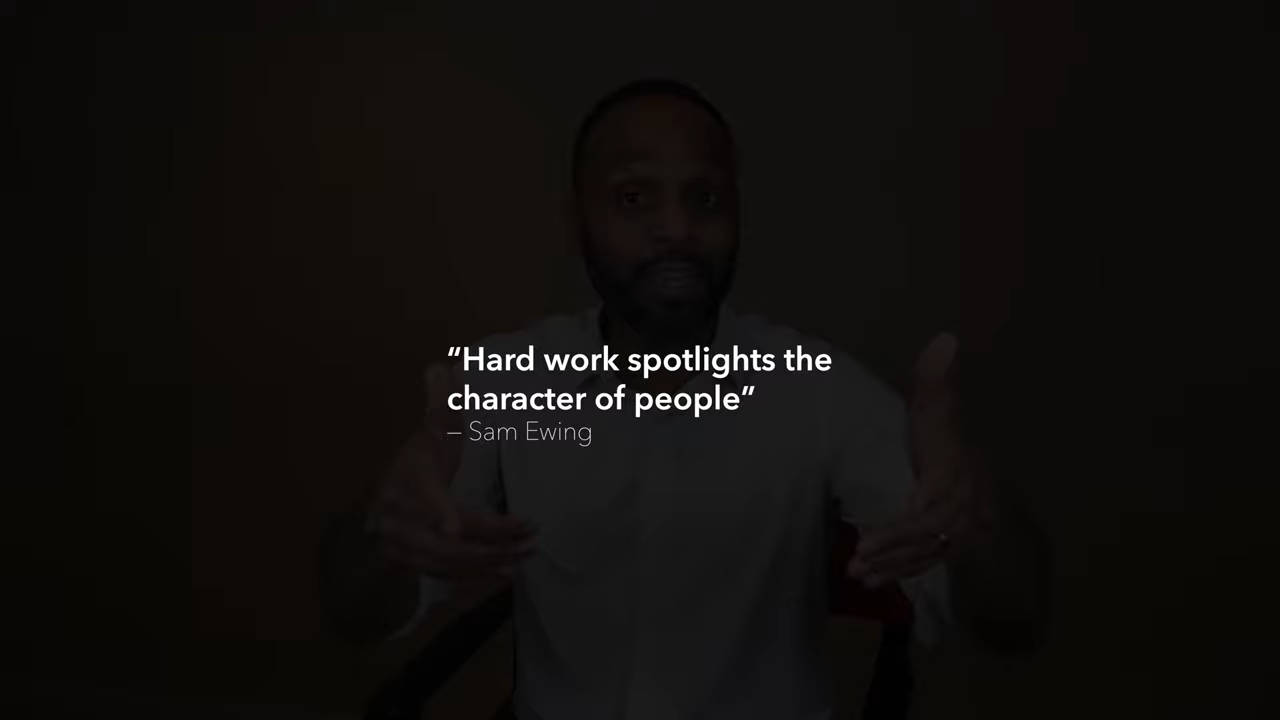 “Hard work spotlights the
character of people”
– Sam Ewing